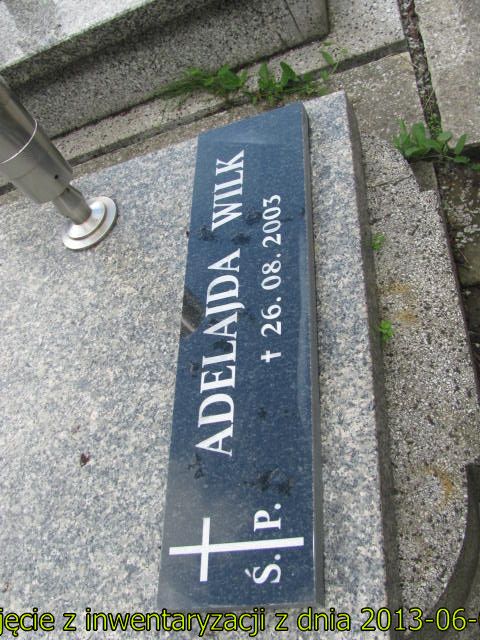 Ś. P.
ADELAJDA WILK
✝ 26. 08. 2003
jęcie z inwentaryzacji z dnia 2013-06-